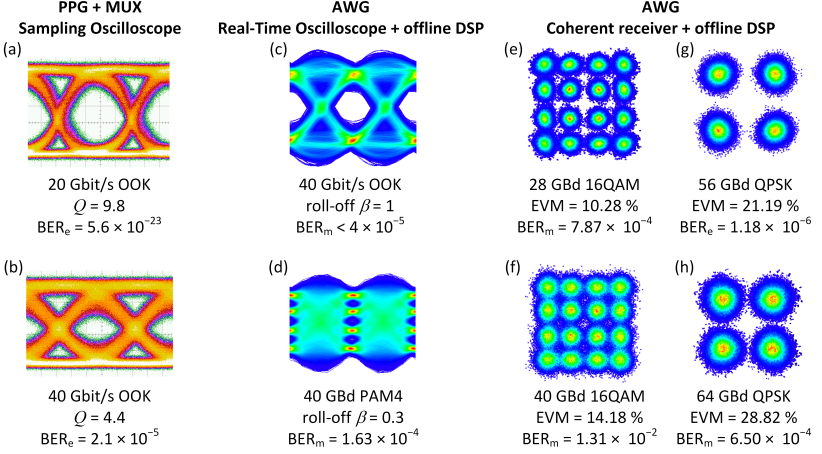 PPG + MUX
Sampling Oscilloscope
AWG
Real-Time Oscilloscope + offline DSP
AWG
Coherent receiver + offline DSP
(a)
20 Gbit/s OOK
Q = 9.8
BERe = 5.6 × 10−23
(c)
40 Gbit/s OOK
roll-off β = 1
BERm < 4 × 10−5
(e)
28 GBd 16QAM
EVM = 10.28 %
BERm = 7.87 × 10−4
(g)
56 GBd QPSK
EVM = 21.19 %
BERe = 1.18 × 10−6
(b)
40 Gbit/s OOK
Q = 4.4
BERe = 2.1 × 10−5
(d)
40 GBd PAM4
roll-off β = 0.3
BERm = 1.63 × 10−4
(f)
40 GBd 16QAM
EVM = 14.18 %
BERm = 1.31 × 10−2
(h)
64 GBd QPSK
EVM = 28.82 %
BERm = 6.50 × 10−4